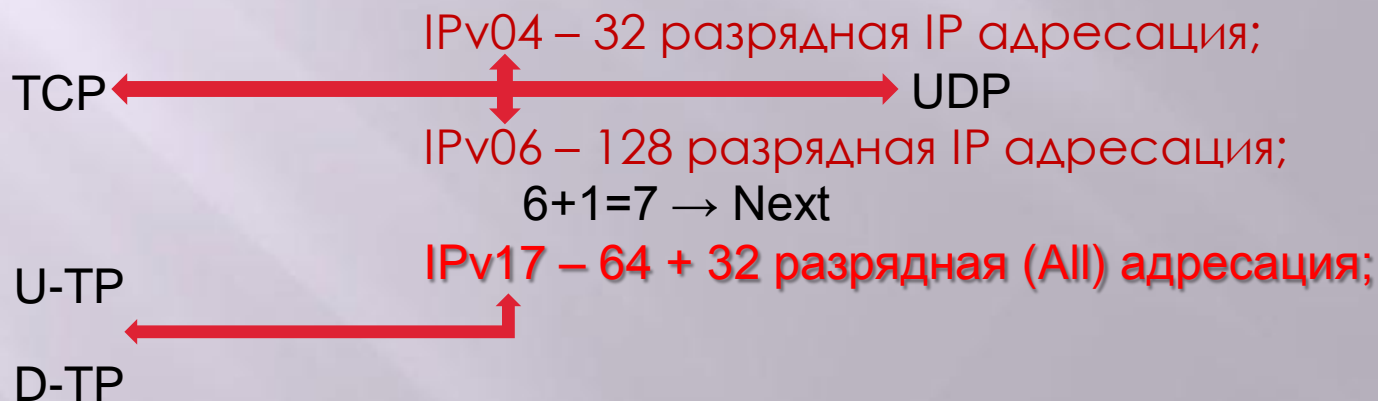 IPv04 – 32 разрядная IP адресация;
TCP UDP
IPv06 – 128 разрядная IP адресация;
6+1=7 → Next
IPv17 – 64 + 32 разрядная (All) адресация;
U-TP
D-TP